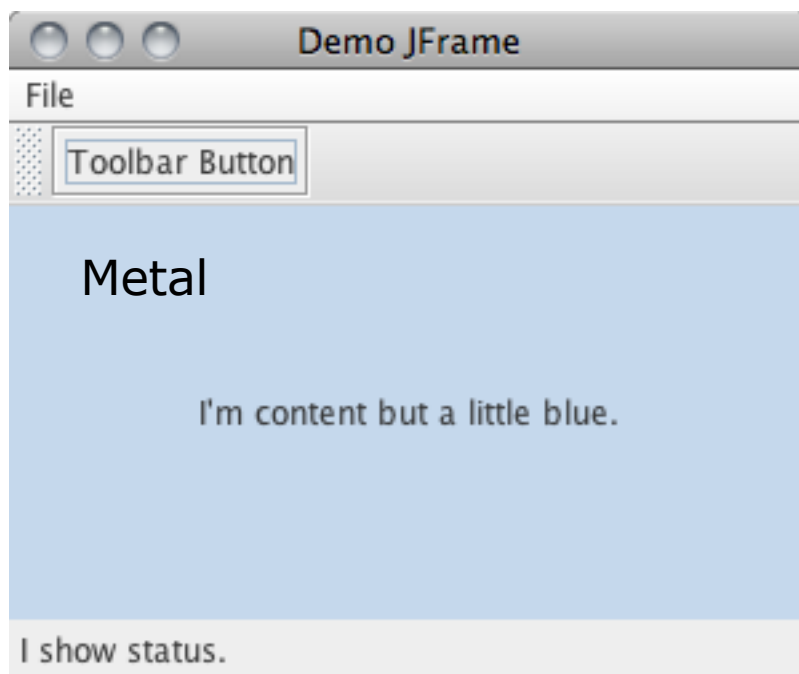 Demo JFrame
File
Toolbar Button
Metal
I'm content but a little blue.
I show status.